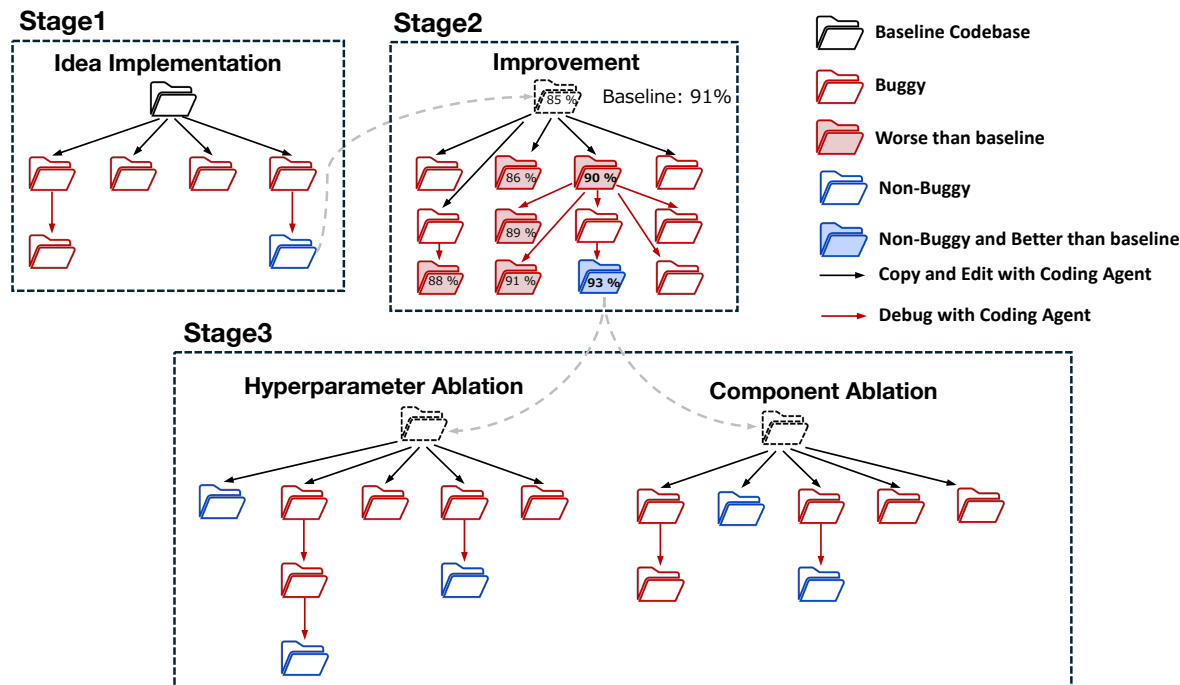 Stage1
Idea Implementation
Stage2
Improvement
85 %
Baseline: 91%
86 %
90 %
89 %
88 %
91 %
93 %
Baseline Codebase
Buggy
Worse than baseline
Non-Buggy
Non-Buggy and Better than baseline
Copy and Edit with Coding Agent
Debug with Coding Agent
Stage3
Hyperparameter Ablation
Component Ablation